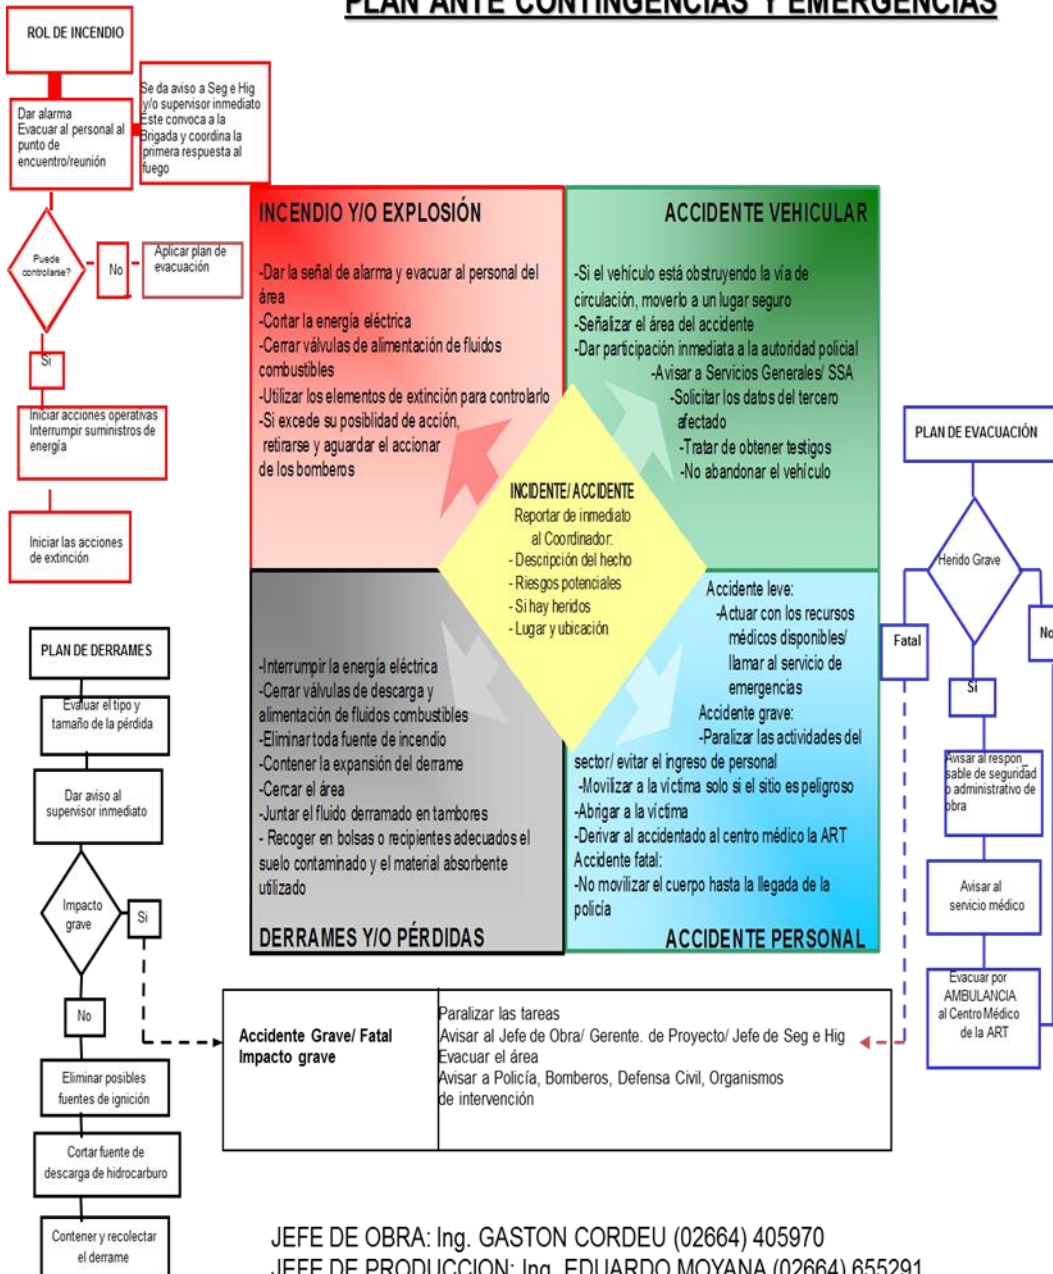 PLAN ANTE CONTINGENCIAS Y EMERGENCIAS
ROL DE INCENDIO
Dar alarma
Evacuar al personal al
punto de
encuentro/reunión
Se da aviso a Seg e Hig
y/o supervisor inmediato
Este convoca a la
Brigada y coordina la
primera respuesta al
fuego
Puede
controlarse?
No
Aplicar plan de
evacuación
Si
Iniciar acciones operativas
Interrumpir suministros de
energía
Iniciar las acciones
de extinción
INCENDIO Y/O EXPLOSIÓN
-Dar la señal de alarma y evacuar al personal del
área
-Cortar la energía eléctrica
-Cerrar válvulas de alimentación de fluidos
combustibles
-Utilizar los elementos de extinción para controlarlo
-Si excede su posiblidad de acción,
retirarse y aguardar el accionar
de los bomberos
ACCIDENTE VEHICULAR
-Si el vehículo está obstruyendo la vía de
circulación, moverlo a un lugar seguro
-Señalizar el área del accidente
-Dar participación inmediata a la autoridad policial
-Avisar a Servicios Generales/ SSA
-Solicitar los datos del tercero
afectado
-Tratar de obtener testigos
-No abandonar el vehículo
INCIDENTE/ ACCIDENTE
Reportar de inmediato
al Coordinador:
- Descripción del hecho
- Riesgos potenciales
- Si hay heridos
- Lugar y ubicación
-Interrumpir la energía eléctrica
-Cerrar válvulas de descarga y
alimentación de fluidos combustibles
-Eliminar toda fuente de incendio
-Contener la expansión del derrame
-Cercar el área
-Juntar el fluido derramado en tambores
- Recoger en bolsas o recipientes adecuados el
suelo contaminado y el material absorbente
utilizado
DERRAMES Y/O PÉRDIDAS
Accidente leve:
-Actuar con los recursos
médicos disponibles/
llamar al servicio de
emergencias
Accidente grave:
-Paralizar las actividades del
sector/ evitar el ingreso de personal
-Movilizar a la víctima solo si el sitio es peligroso
-Abrigar a la víctima
-Derivar al accidentado al centro médico la ART
Accidente fatal:
-No movilizar el cuerpo hasta la llegada de la
policía
ACCIDENTE PERSONAL
PLAN DE EVACUACIÓN
Herido Grave
Fatal
No
Si
Avisar al respon_
sable de seguridad
o administrativo de
obra
Avisar al
servicio médico
Evacuar por
AMBULANCIA
al Centro Médico
de la ART
PLAN DE DERRAMES
Evaluar el tipo y
tamaño de la pérdida
Dar aviso al
supervisor inmediato
Impacto
grave
Si
No
Eliminar posibles
fuentes de ignición
Cortar fuente de
descarga de hidrocarburo
Contener y recolectar
el derrame
Accidente Grave/ Fatal
Impacto grave
Paralizar las tareas
Avisar al Jefe de Obra/ Gerente. de Proyecto/ Jefe de Seg e Hig
Evacuar el área
Avisar a Policía, Bomberos, Defensa Civil, Organismos
de intervención
JEFE DE OBRA: Ing. GASTON CORDEU (02664) 405970
JEFE DE PRODUCCION: Ing. EDUARDO MOYANA (02664) 655291